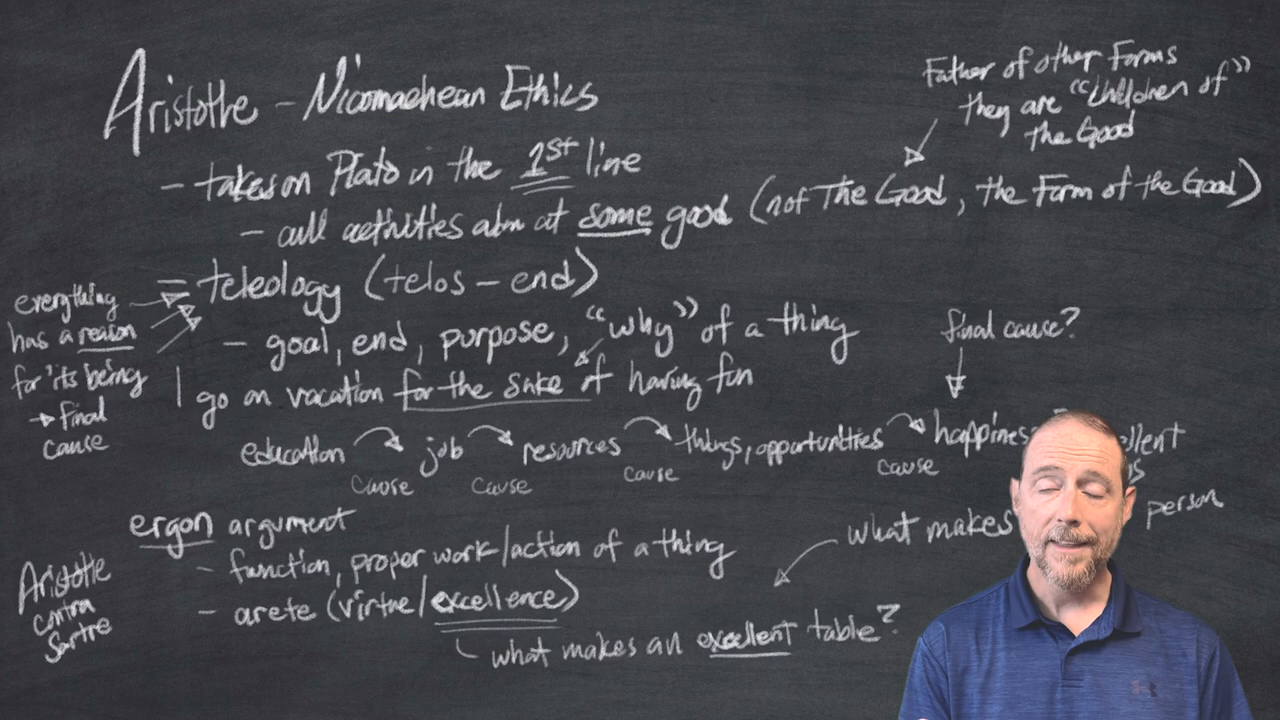 Aristotle – Nicomachean Ethics
Father of other Forms
they are "children of"
the Good
– takes on Plato in the 1st line
– all activities aim at some good (not The Good, the Form of the Good)
= teleology (telos – end)
everything
has a reason
for its being
→ final
cause
– goal, end, purpose, "why" of a thing
final cause?
I go on vacation for the sake of having fun
education → job → resources → things, opportunities → happines
cause cause cause cause
ergon argument
what makes
person
– function, proper work/action of a thing
– arete (virtue/excellence)
what makes an excellent table?
Aristotle
contra
Sartre